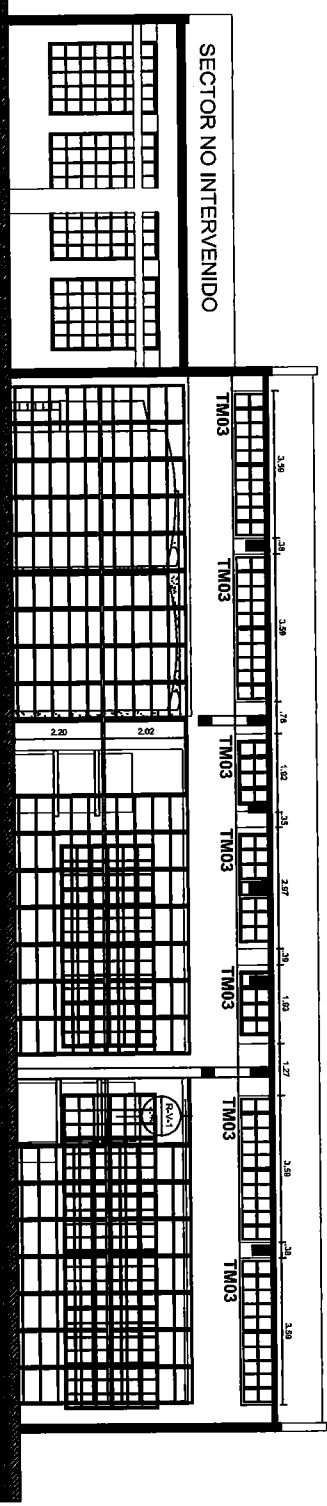 SECTOR NO INTERVENIDO
3.59
.38
3.59
.76
1.92
.35
2.97
.39
1.93
1.27
3.59
.38
3.59
TM03
TM03
TM03
TM03
TM03
TM03
TM03
2.02
2.20
R-V-1